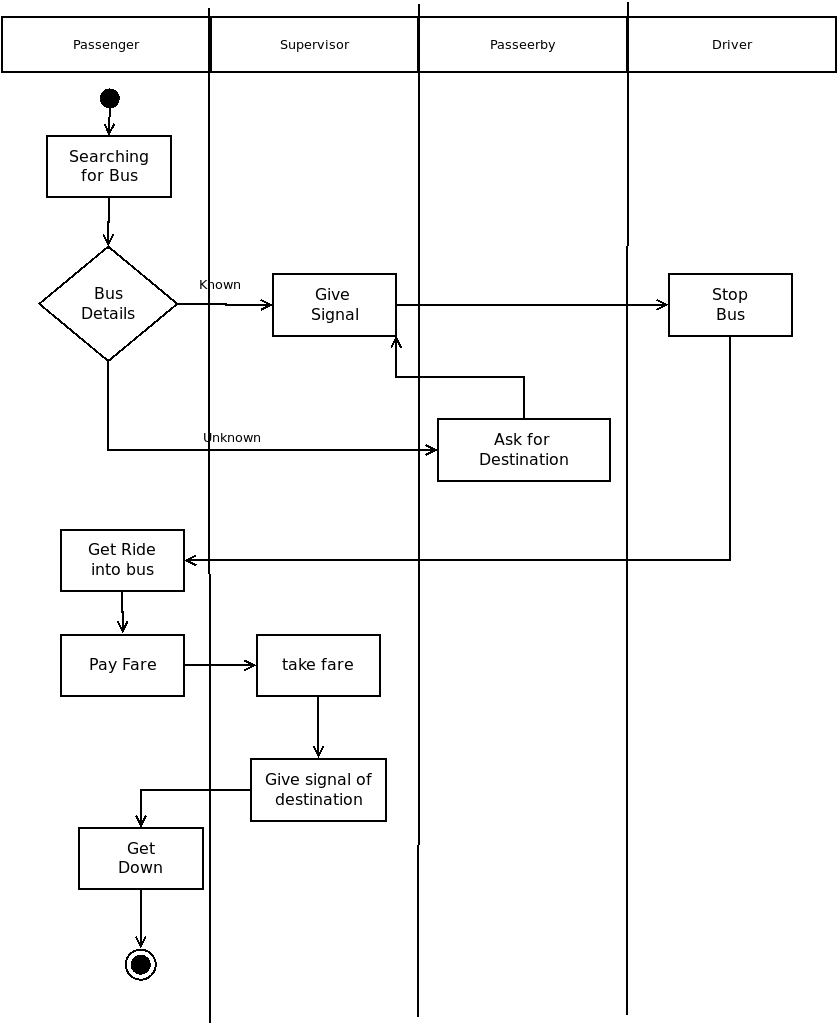 Passenger
Supervisor
Passeerby
Driver
Searching
for Bus
Bus
Details
Known
Give
Signal
Stop
Bus
Unknown
Ask for
Destination
Get Ride
into bus
Pay Fare
take fare
Give signal of
destination
Get
Down